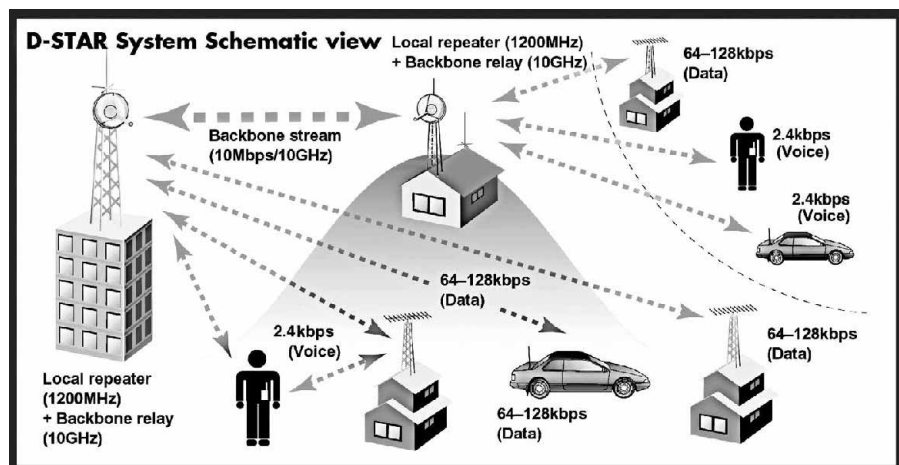 D-STAR System Schematic view
Local repeater (1200MHz)
+ Backbone relay (10GHz)
64–128kbps
(Data)
Backbone stream
(10Mbps/10GHz)
2.4kbps
(Voice)
2.4kbps
(Voice)
64–128kbps
(Data)
2.4kbps
(Voice)
64–128kbps
(Data)
Local repeater
(1200MHz)
+ Backbone relay
(10GHz)
64–128kbps
(Data)